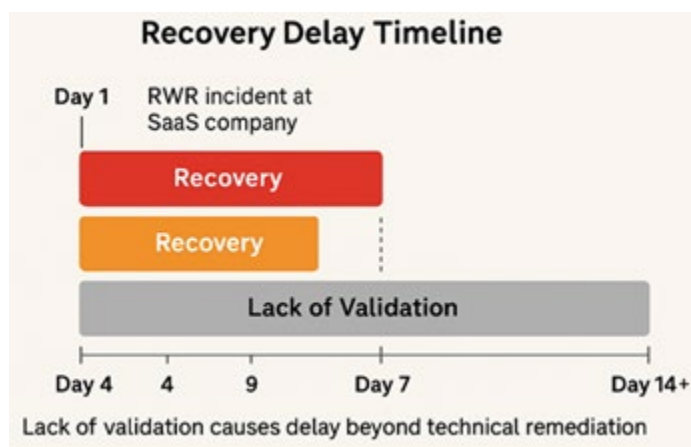 Recovery Delay Timeline
Day 1
RWR incident at
SaaS company
Recovery
Recovery
Lack of Validation
Day 4 4 9 Day 7 Day 14+
Lack of validation causes delay beyond technical remediation